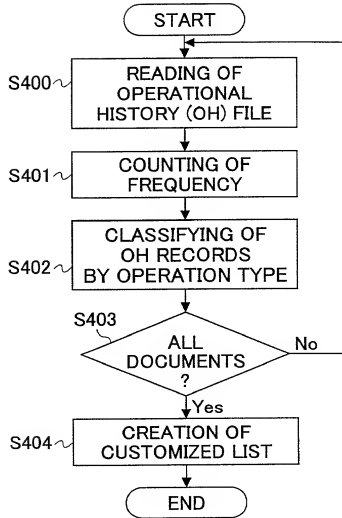 START
S400
READING OF
OPERATIONAL
HISTORY (OH) FILE
S401
COUNTING OF
FREQUENCY
S402
CLASSIFYING OF
OH RECORDS
BY OPERATION TYPE
S403
ALL
DOCUMENTS
?
No
Yes
S404
CREATION OF
CUSTOMIZED LIST
END